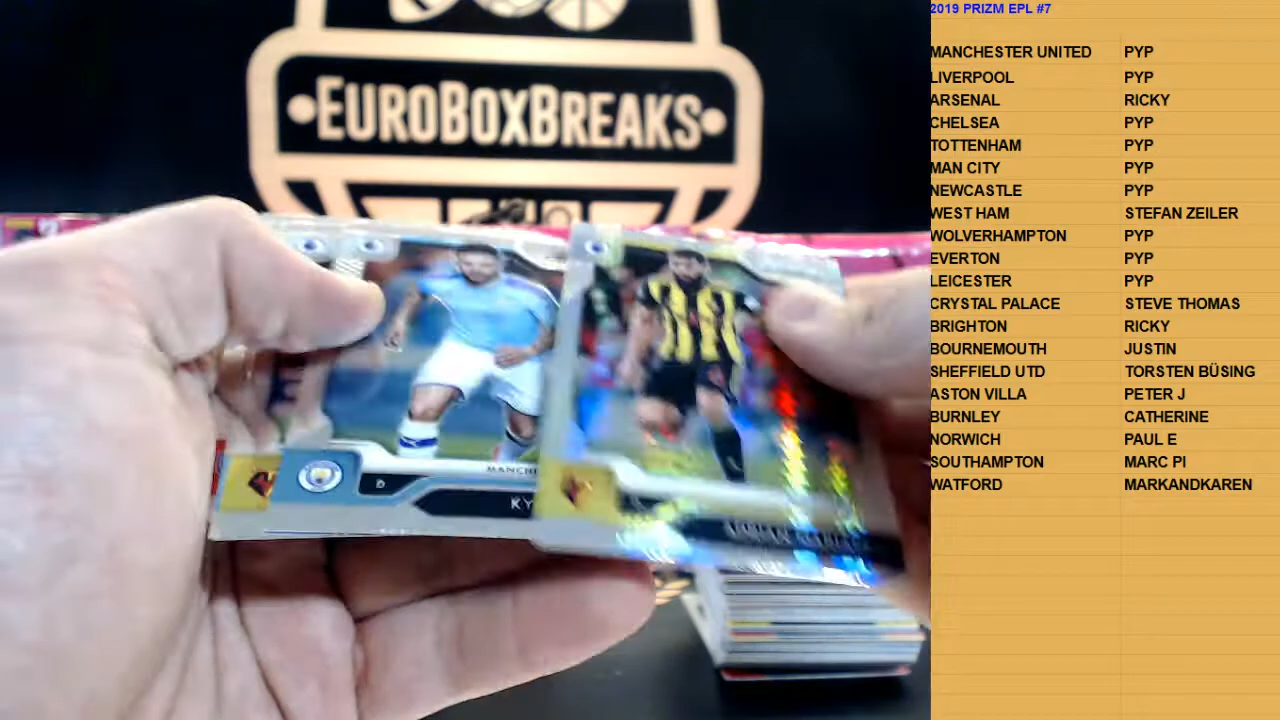 EUROBOXBREAKS
MANCHE
D
KY
2019 PRIZM EPL #7
MANCHESTER UNITED PYP
LIVERPOOL PYP
ARSENAL RICKY
CHELSEA PYP
TOTTENHAM PYP
MAN CITY PYP
NEWCASTLE PYP
WEST HAM STEFAN ZEILER
WOLVERHAMPTON PYP
EVERTON PYP
LEICESTER PYP
CRYSTAL PALACE STEVE THOMAS
BRIGHTON RICKY
BOURNEMOUTH JUSTIN
SHEFFIELD UTD TORSTEN BÜSING
ASTON VILLA PETER J
BURNLEY CATHERINE
NORWICH PAUL E
SOUTHAMPTON MARC PI
WATFORD MARKANDKAREN